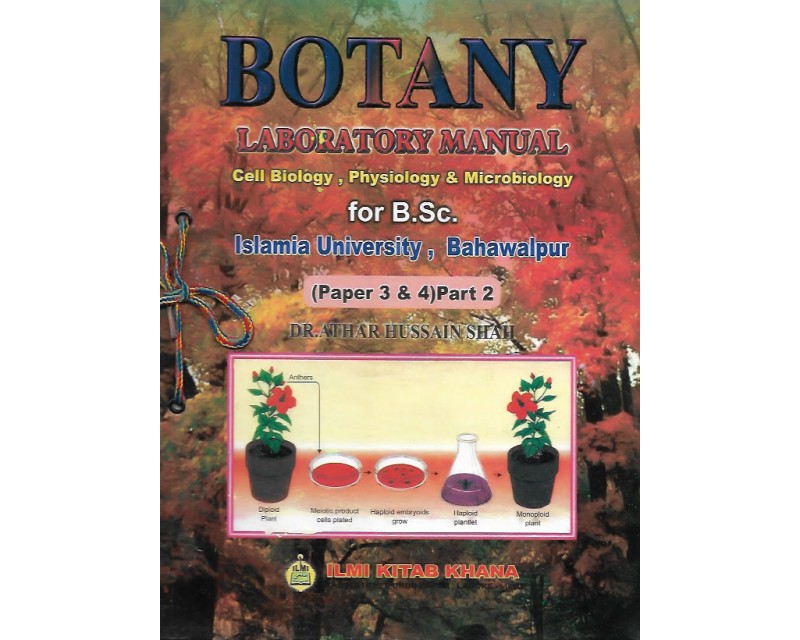 BOTANY
LABORATORY MANUAL
Cell Biology , Physiology & Microbiology
for B.Sc.
Islamia University , Bahawalpur
(Paper 3 & 4)Part 2
DR.ATHAR HUSSAIN SHAH
Anthers
Diploid
Plant
Meiotic product
cells plated
Haploid embryoids
grow
Haploid
plantlet
Monoploid
plant
ILMI
ILMI KITAB KHANA